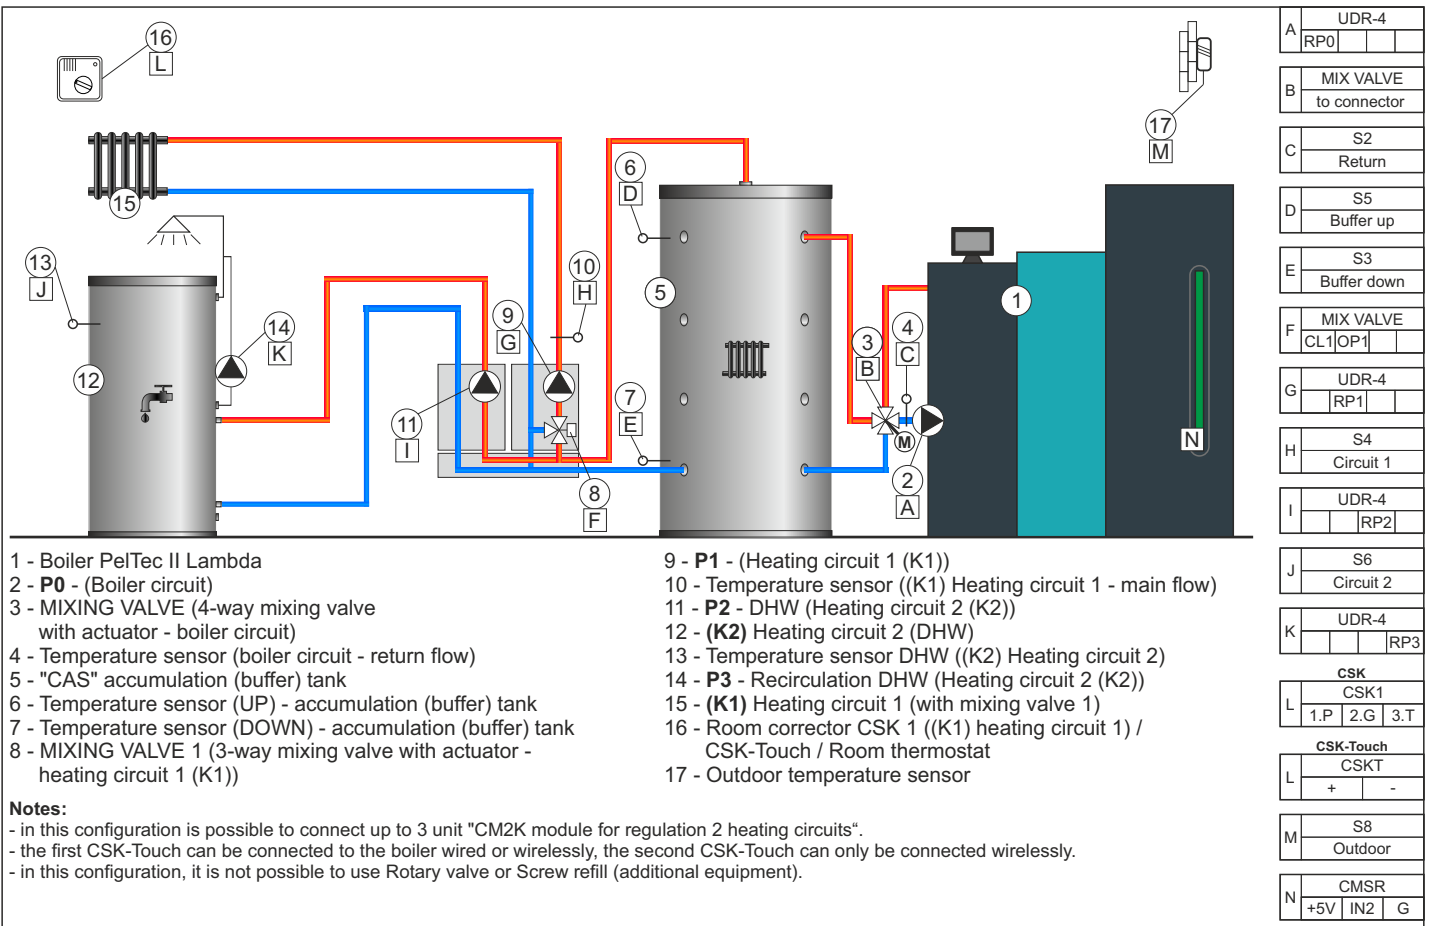 16
L
17
M
6
D
15
13
J
10
H
5
1
9
G
3
B
4
C
14
K
12
7
E
11
I
M
N
8
F
2
A
1 - Boiler PelTec II Lambda
2 - P0 - (Boiler circuit)
3 - MIXING VALVE (4-way mixing valve
with actuator - boiler circuit)
4 - Temperature sensor (boiler circuit - return flow)
5 - "CAS" accumulation (buffer) tank
6 - Temperature sensor (UP) - accumulation (buffer) tank
7 - Temperature sensor (DOWN) - accumulation (buffer) tank
8 - MIXING VALVE 1 (3-way mixing valve with actuator -
heating circuit 1 (K1))
9 - P1 - (Heating circuit 1 (K1))
10 - Temperature sensor ((K1) Heating circuit 1 - main flow)
11 - P2 - DHW (Heating circuit 2 (K2))
12 - (K2) Heating circuit 2 (DHW)
13 - Temperature sensor DHW ((K2) Heating circuit 2)
14 - P3 - Recirculation DHW (Heating circuit 2 (K2))
15 - (K1) Heating circuit 1 (with mixing valve 1)
16 - Room corrector CSK 1 ((K1) heating circuit 1) /
CSK-Touch / Room thermostat
17 - Outdoor temperature sensor
Notes:
- in this configuration is possible to connect up to 3 unit "CM2K module for regulation 2 heating circuits“.
- the first CSK-Touch can be connected to the boiler wired or wirelessly, the second CSK-Touch can only be connected wirelessly.
- in this configuration, it is not possible to use Rotary valve or Screw refill (additional equipment).
A
UDR-4
RP0
B
MIX VALVE
to connector
C
S2
Return
D
S5
Buffer up
E
S3
Buffer down
F
MIX VALVE
CL1 OP1
G
UDR-4
RP1
H
S4
Circuit 1
I
UDR-4
RP2
J
S6
Circuit 2
K
UDR-4
RP3
CSK
L
CSK1
1.P 2.G 3.T
CSK-Touch
L
CSKT
+ -
M
S8
Outdoor
N
CMSR
+5V IN2 G